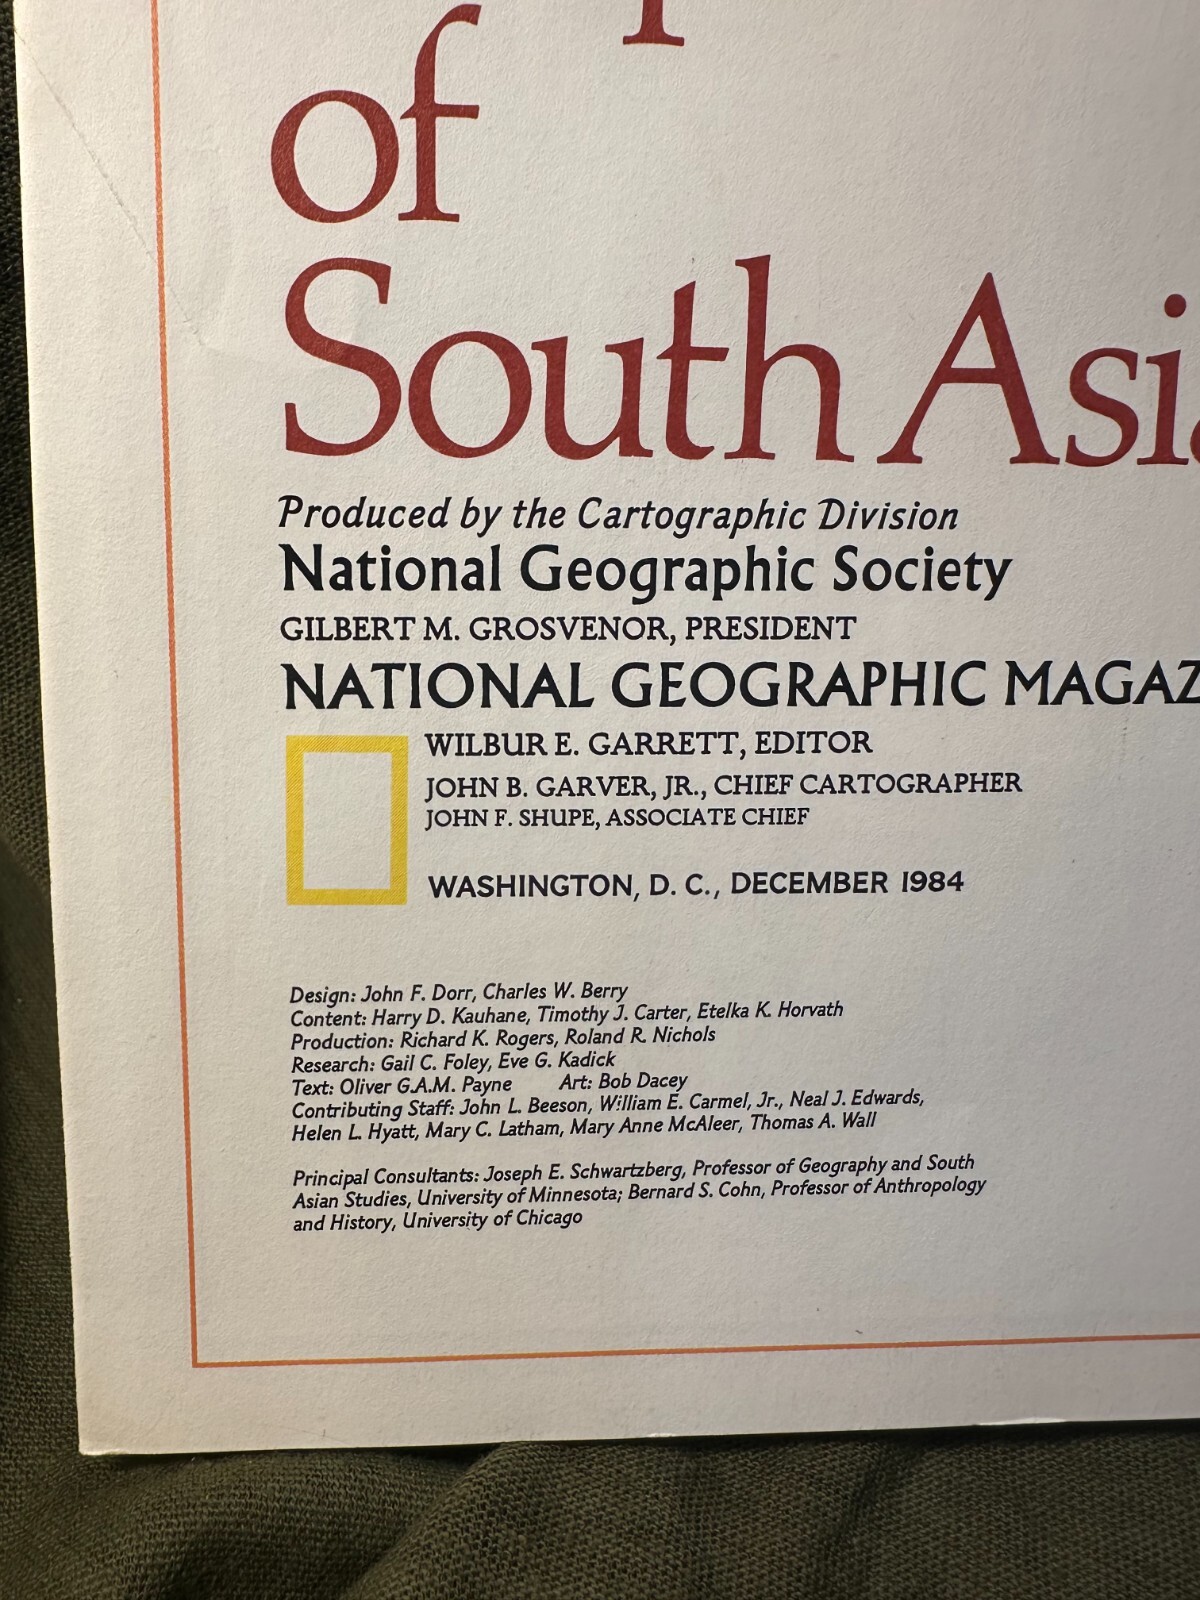 of
South Asi
Produced by the Cartographic Division
National Geographic Society
GILBERT M. GROSVENOR, PRESIDENT
NATIONAL GEOGRAPHIC MAGAZ
WILBUR E. GARRETT, EDITOR
JOHN B. GARVER, JR., CHIEF CARTOGRAPHER
JOHN F. SHUPE, ASSOCIATE CHIEF
WASHINGTON, D. C., DECEMBER 1984
Design: John F. Dorr, Charles W. Berry
Content: Harry D. Kauhane, Timothy J. Carter, Etelka K. Horvath
Production: Richard K. Rogers, Roland R. Nichols
Research: Gail C. Foley, Eve G. Kadick
Text: Oliver G.A.M. Payne Art: Bob Dacey
Contributing Staff: John L. Beeson, William E. Carmel, Jr., Neal J. Edwards,
Helen L. Hyatt, Mary C. Latham, Mary Anne McAleer, Thomas A. Wall
Principal Consultants: Joseph E. Schwartzberg, Professor of Geography and South
Asian Studies, University of Minnesota; Bernard S. Cohn, Professor of Anthropology
and History, University of Chicago